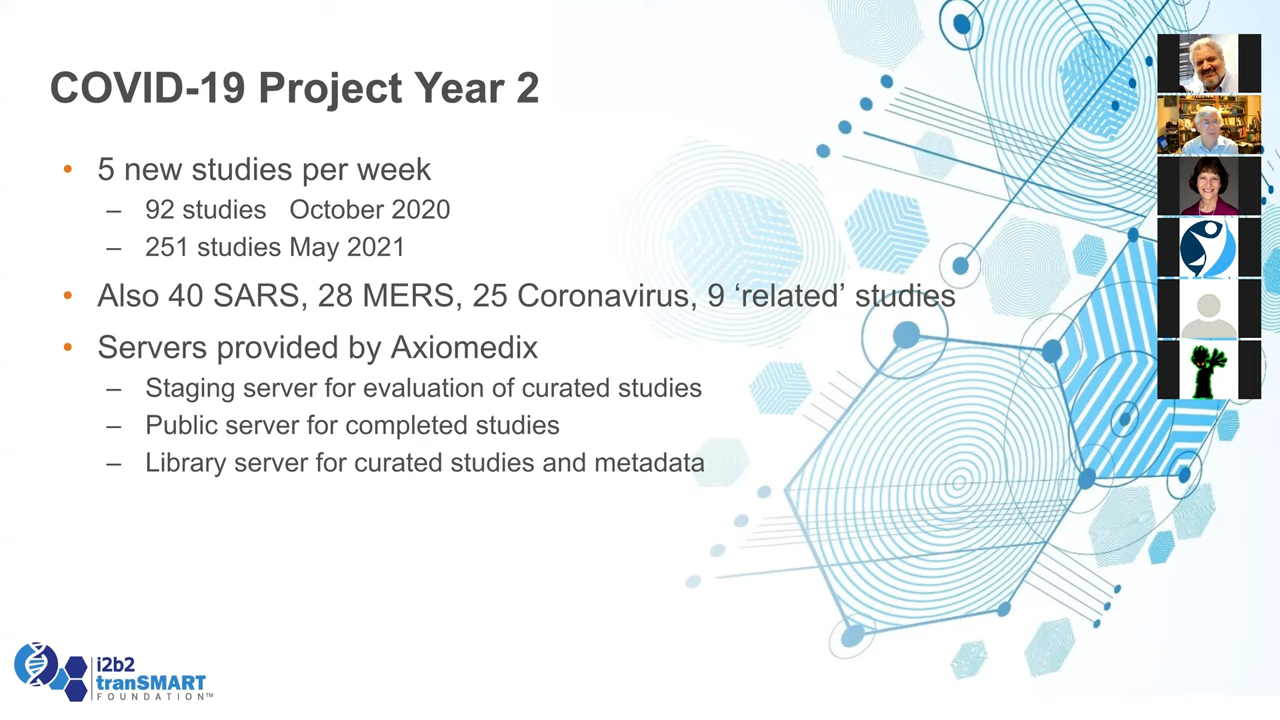 COVID-19 Project Year 2
• 5 new studies per week
– 92 studies October 2020
– 251 studies May 2021
• Also 40 SARS, 28 MERS, 25 Coronavirus, 9 ‘related’ studies
• Servers provided by Axiomedix
– Staging server for evaluation of curated studies
– Public server for completed studies
– Library server for curated studies and metadata
i2b2
tranSMART
FOUNDATION™